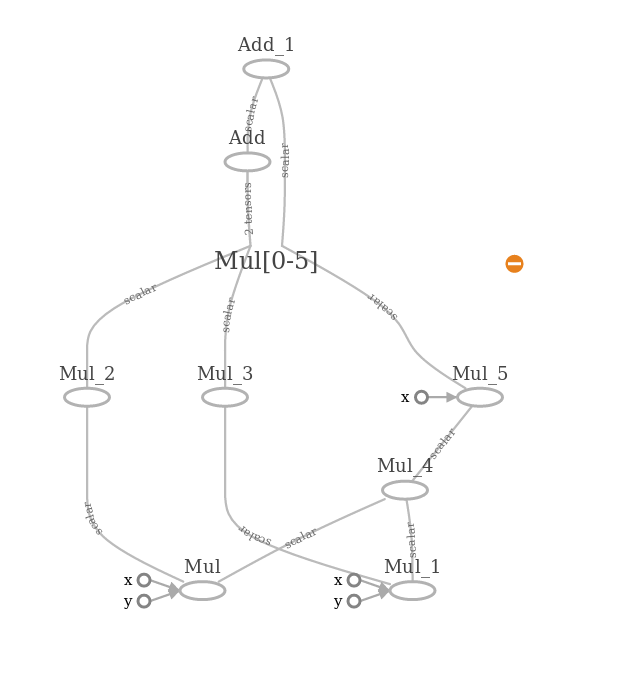 Add_1
scalar
Add
scalar
2 tensors
Mul[0-5]
scalar
scalar
scalar
Mul_2
Mul_3
Mul_5
x
scalar
Mul_4
scalar
scalar
scalar
scalar
Mul
Mul_1
x
x
y
y